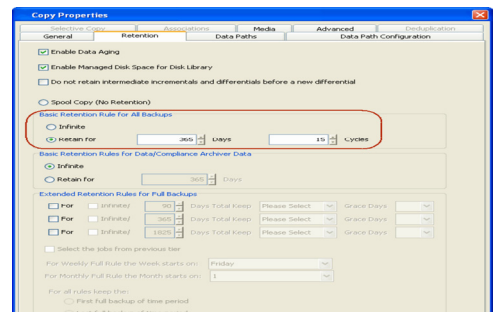 Copy Properties
Selective Copy Associations Media Advanced Deduplication
General Retention Data Paths Data Path Configuration
Enable Data Aging
Enable Managed Disk Space for Disk Library
Do not retain intermediate incrementals and differentials before a new differential
Spool Copy (No Retention)
Basic Retention Rule for All Backups
Infinite
Retain for 365 Days 15 Cycles
Basic Retention Rules for Data/Compliance Archiver Data
Infinite
Retain for 365 Days
Extended Retention Rules for Full Backups
For Infinite/ 90 Days Total Keep: Please Select Grace Days
For Infinite/ 365 Days Total Keep: Please Select Grace Days
For Infinite/ 1825 Days Total Keep: Please Select Grace Days
Select the jobs from previous tier
For Weekly Full Rule the Week starts on: Friday
For Monthly Full Rule the Month starts on: 1
For all rules keep the:
First full backup of time period